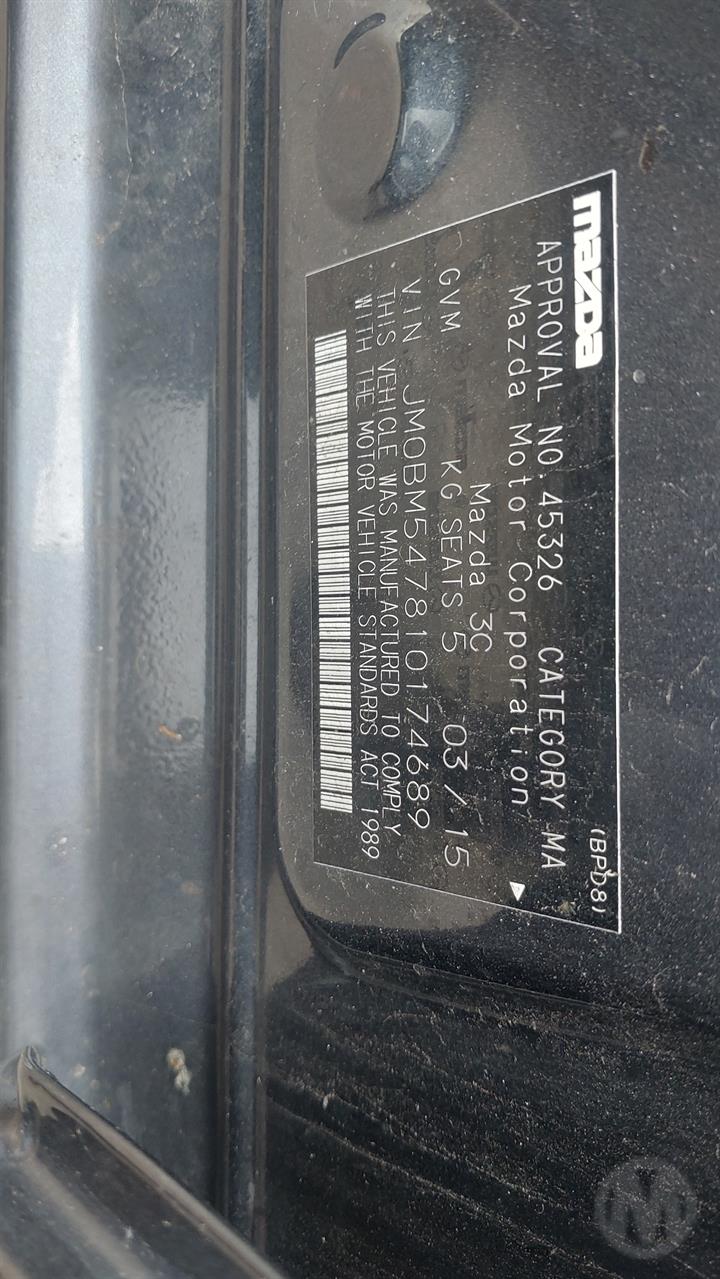 mazda
(BPD8)
APPROVAL NO.45326 CATEGORY MA
Mazda Motor Corporation
Mazda 3C
GVM KG SEATS 5 03/15
VIN JM0BM547810174689
THIS VEHICLE WAS MANUFACTURED TO COMPLY
WITH THE MOTOR VEHICLE STANDARDS ACT 1989
M